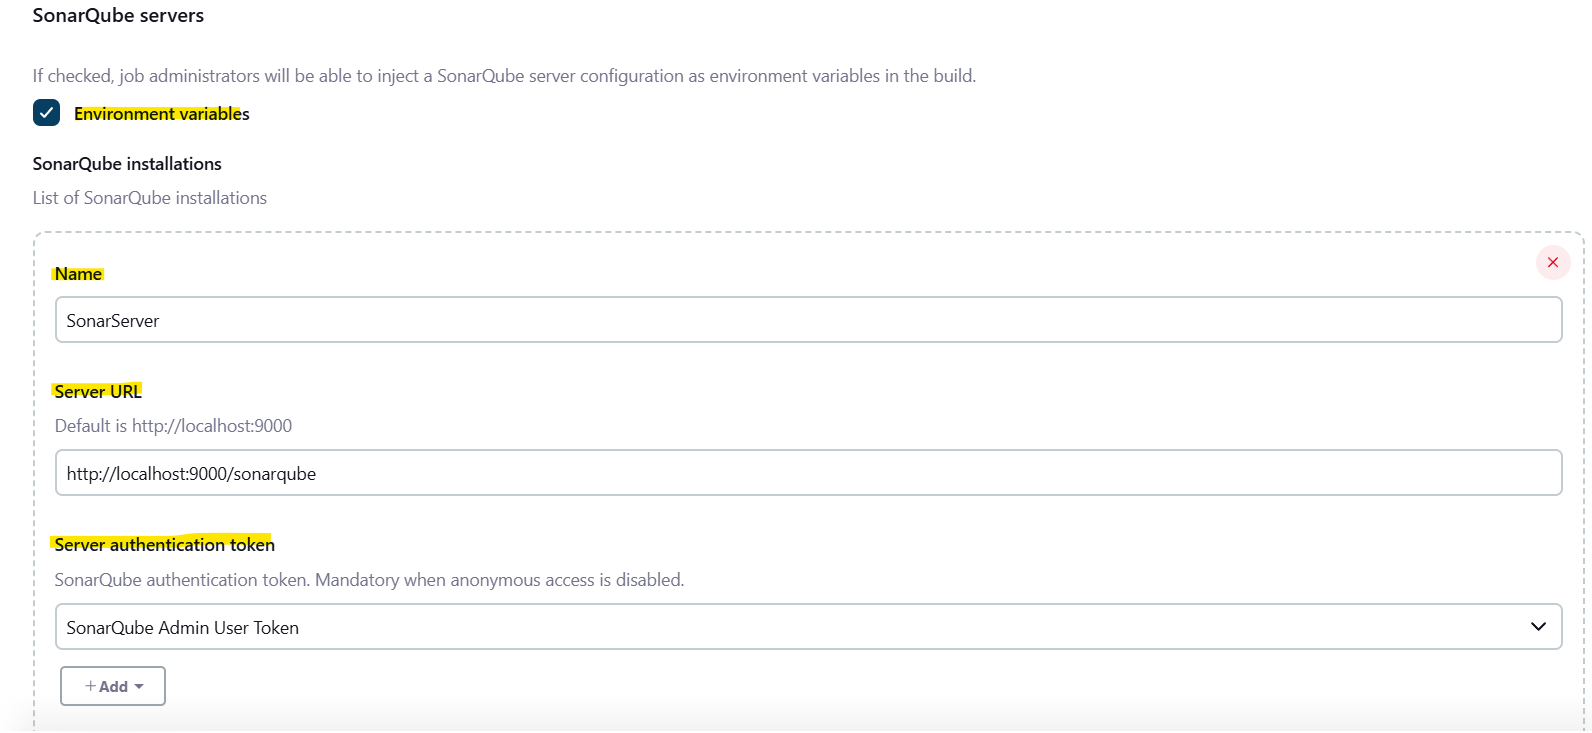 SonarQube servers
If checked, job administrators will be able to inject a SonarQube server configuration as environment variables in the build.
Environment variables
SonarQube installations
List of SonarQube installations
Name
SonarServer
Server URL
Default is http://localhost:9000
http://localhost:9000/sonarqube
Server authentication token
SonarQube authentication token. Mandatory when anonymous access is disabled.
SonarQube Admin User Token
+ Add